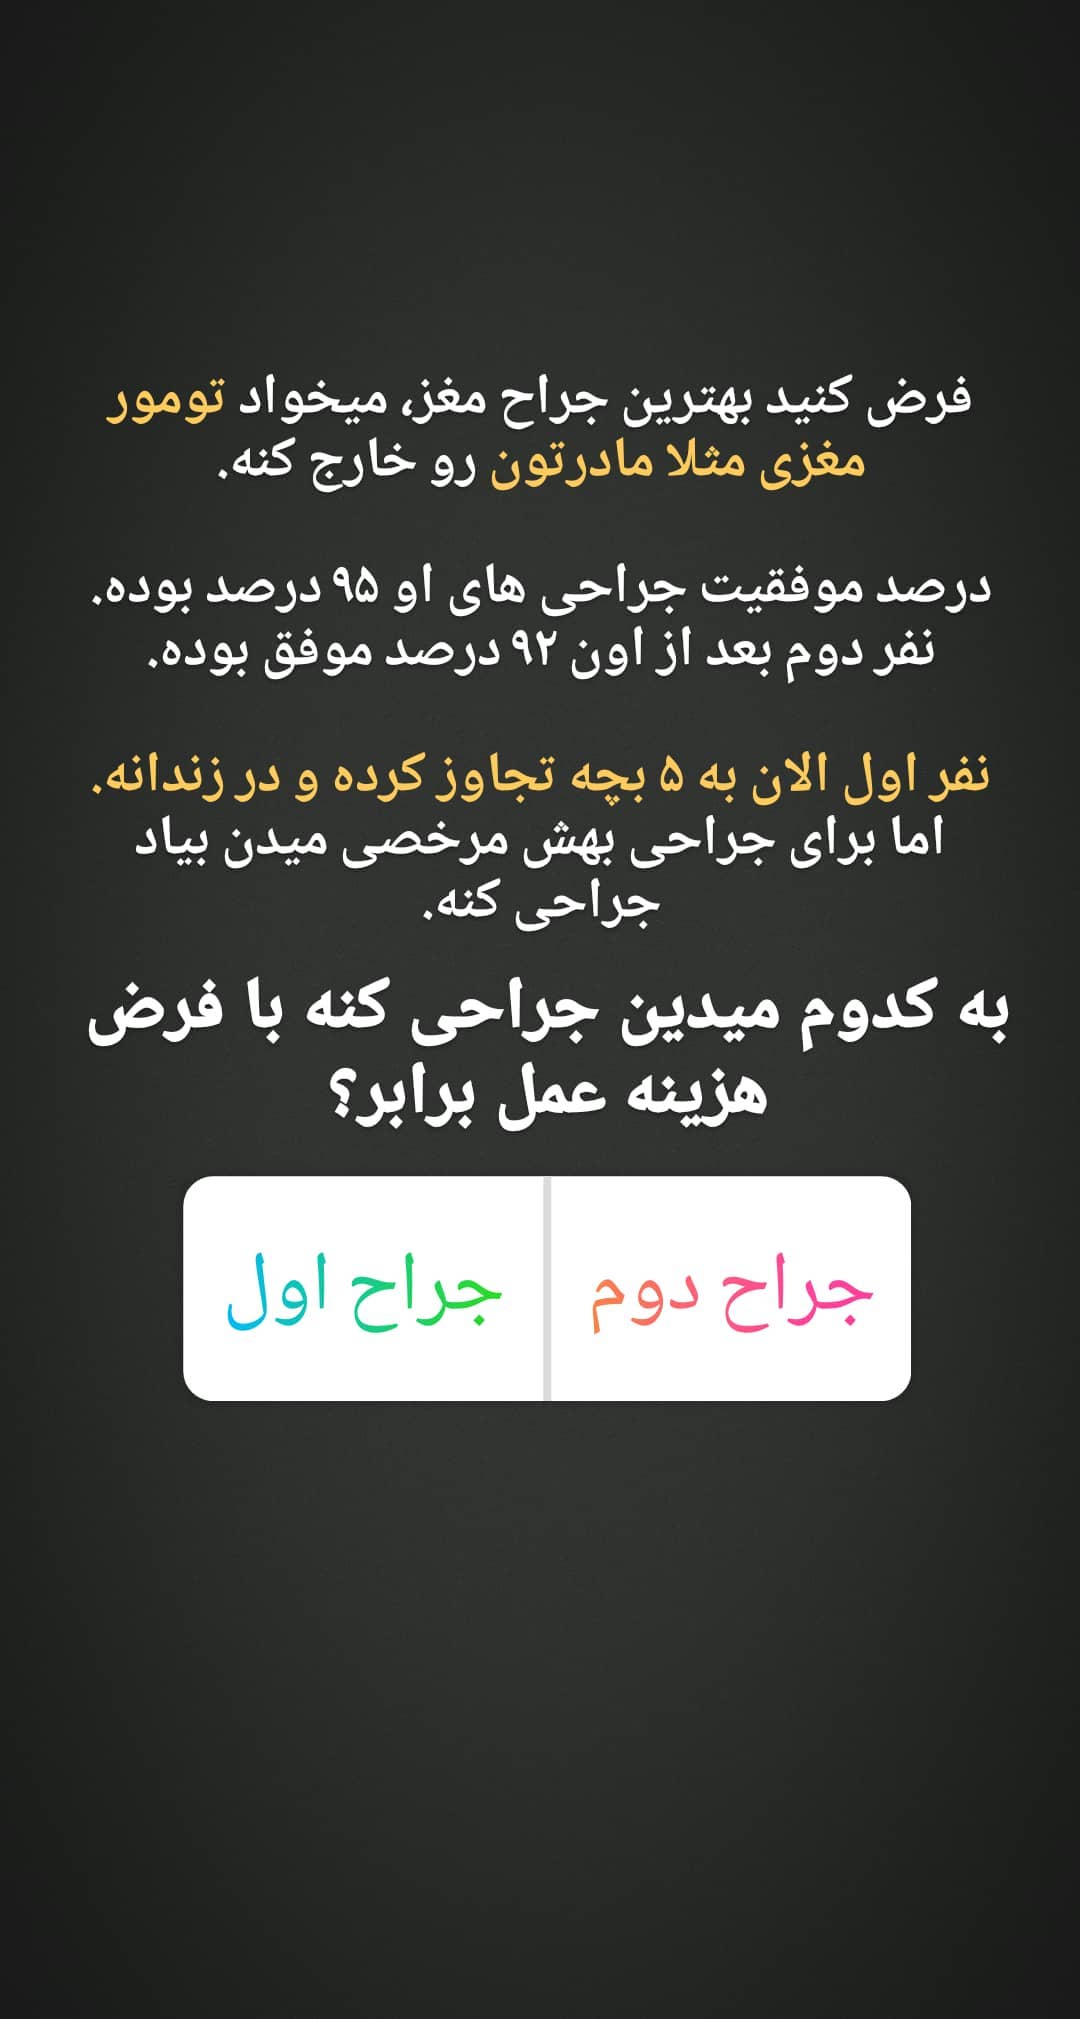 فرض کنید بهترین جراح مغز، میخواد تومور
مغزی مثلا مادرتون رو خارج کنه.
درصد موفقیت جراحی های او ۹۵ درصد بوده.
نفر دوم بعد از اون ۹۲ درصد موفق بوده.
نفر اول الان به ۵ بچه تجاوز کرده و در زندانه.
اما برای جراحی بهش مرخصی میدن بیاد
جراحی کنه.
به کدوم میدین جراحی کنه با فرض
هزینه عمل برابر؟
جراح دوم
جراح اول